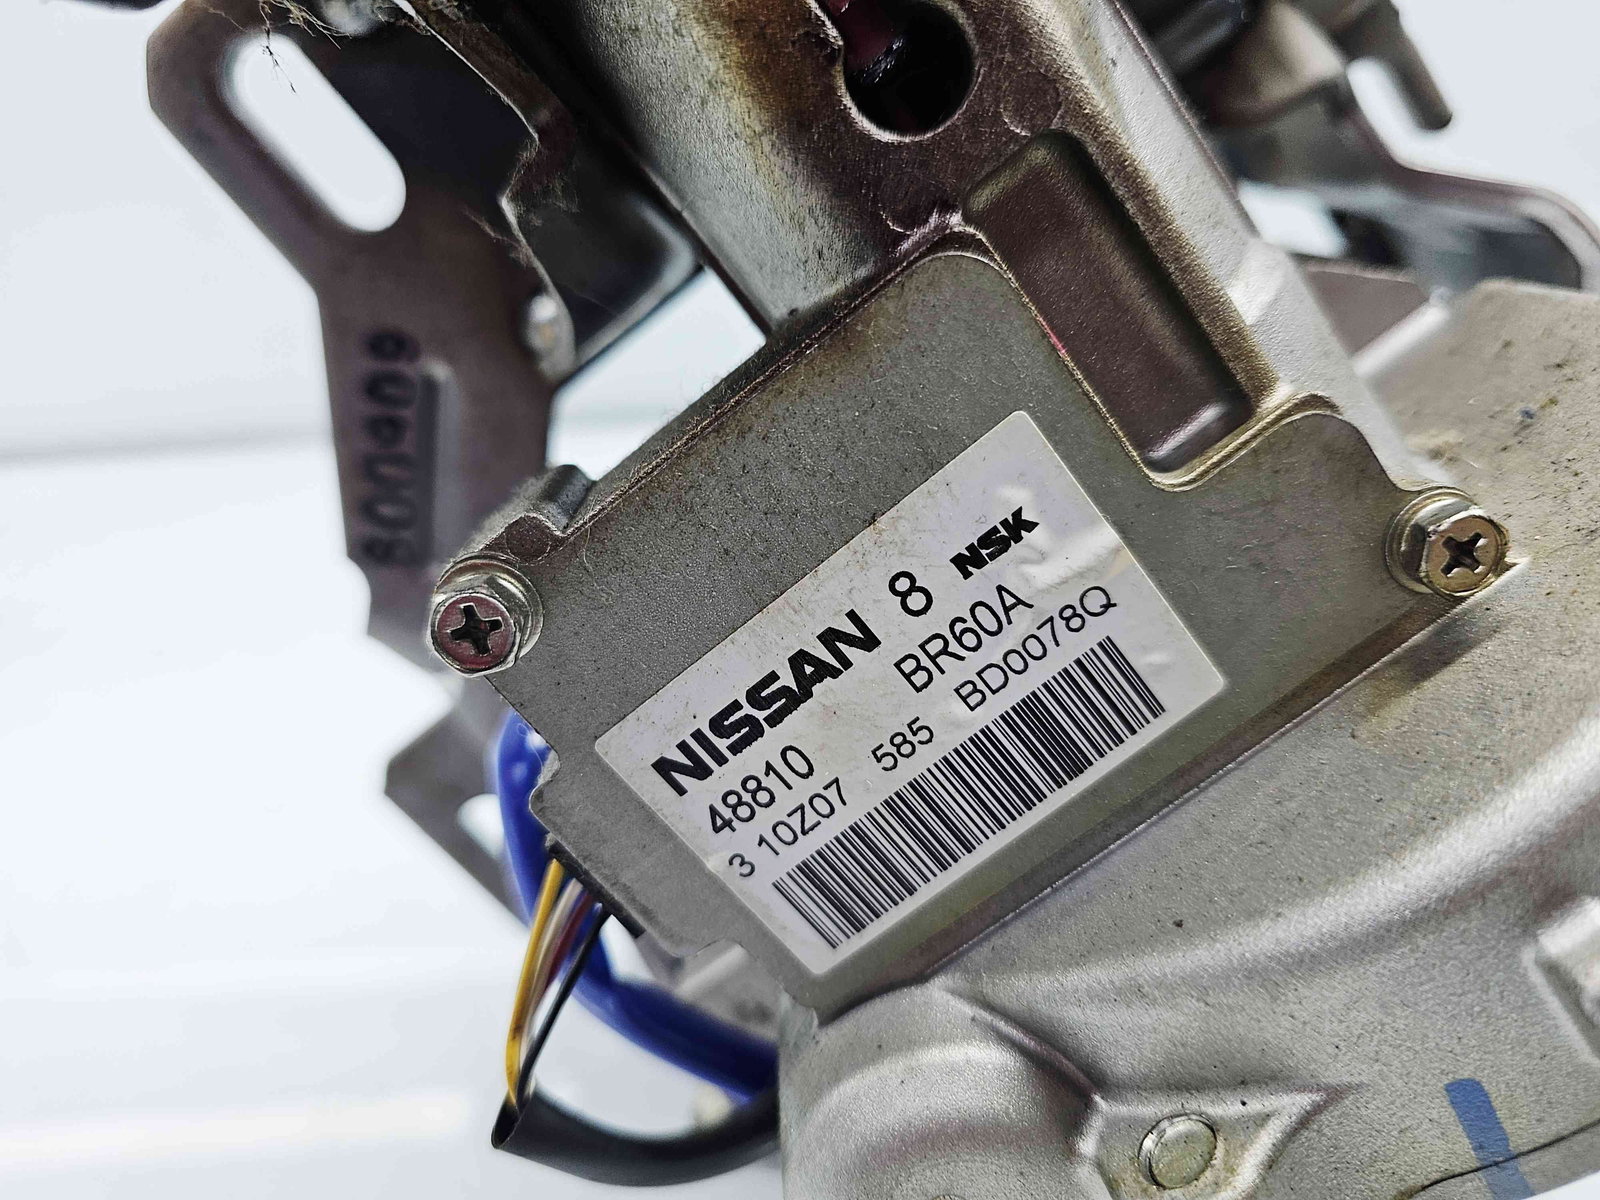 NISSAN 8 NSK
48810 BR60A
3 10Z07 585 BD0078Q